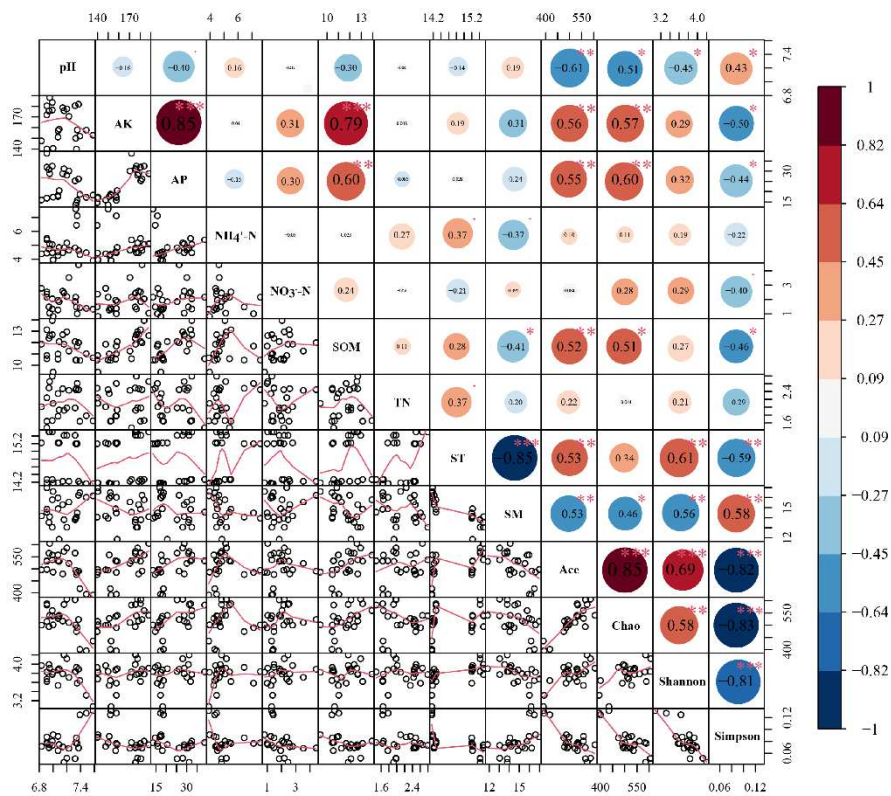 140 170 4 6 10 13 14.2 15.2 400 550 3.2 4.0
pH -0.16 -0.40 · 0.16 -0.30 -0.14 0.19 -0.61 ** 0.51 * -0.45 * 0.43 * 6.8 7.4
140 170 AK 0.85 *** 0.31 0.79 *** 0.19 0.31 0.56 ** 0.57 ** 0.29 -0.50 *
AP 0.30 0.60 ** -0.24 0.55 ** 0.60 ** 0.32 -0.44 * 15 30
4 6 NH₄⁺-N 0.27 0.37 · -0.37 · 0.19 -0.22
NO₃⁻-N 0.24 -0.21 0.28 0.29 -0.40 · 1 3
10 13 SOM 0.28 -0.41 * 0.52 ** 0.51 ** 0.27 -0.46 *
TN 0.37 · 0.20 0.22 0.21 0.29 1.6 2.4
14.2 15.2 ST -0.85 *** 0.53 ** 0.34 0.61 ** -0.59 **
SM 0.53 ** 0.46 * 0.56 ** 0.58 ** 12 15
400 550 Ace 0.85 *** 0.69 *** -0.82 ***
Chao 0.58 ** -0.83 *** 400 550
3.2 4.0 Shannon -0.81 ***
Simpson 0.06 0.12
6.8 7.4 15 30 1 3 1.6 2.4 12 15 400 550 0.06 0.12
1
0.82
0.64
0.45
0.27
0.09
0.09
-0.27
-0.45
-0.64
-0.82
-1